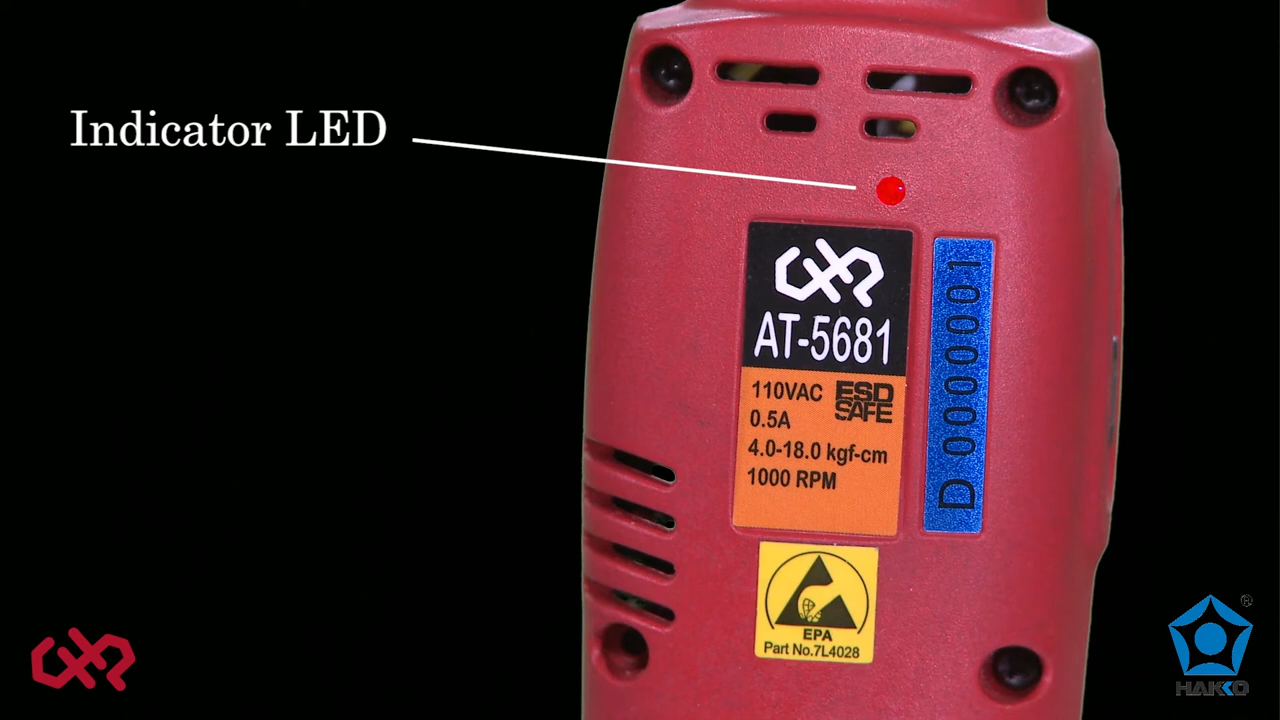 Indicator LED
AT-5681
110VAC
ESD
SAFE
0.5A
4.0-18.0 kgf-cm
1000 RPM
D 0000001
EPA
Part No.7L4028
®
HAKKO